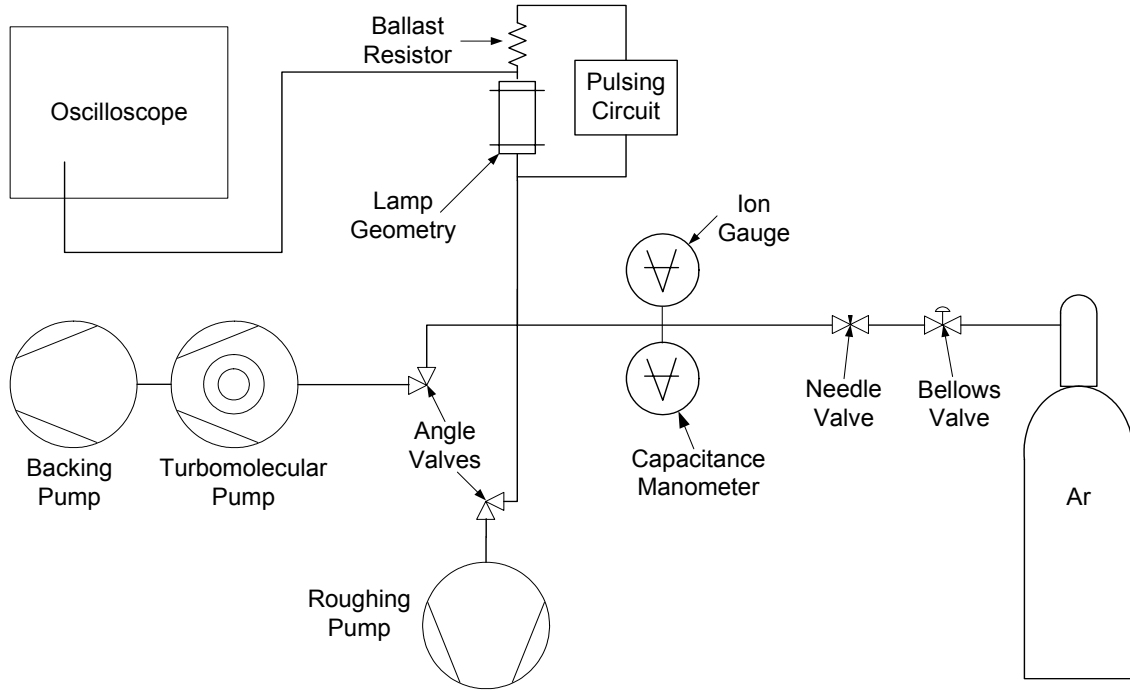 Ballast
Resistor
Oscilloscope
Pulsing
Circuit
Lamp
Geometry
Ion
Gauge
Needle
Valve
Bellows
Valve
Angle
Valves
Backing
Pump
Turbomolecular
Pump
Capacitance
Manometer
Ar
Roughing
Pump